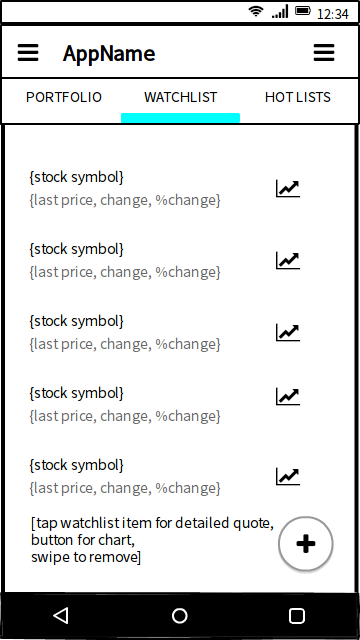 12:34
AppName
PORTFOLIO WATCHLIST HOT LISTS
{stock symbol}
{last price, change, %change}
{stock symbol}
{last price, change, %change}
{stock symbol}
{last price, change, %change}
{stock symbol}
{last price, change, %change}
{stock symbol}
{last price, change, %change}
[tap watchlist item for detailed quote,
button for chart,
swipe to remove]